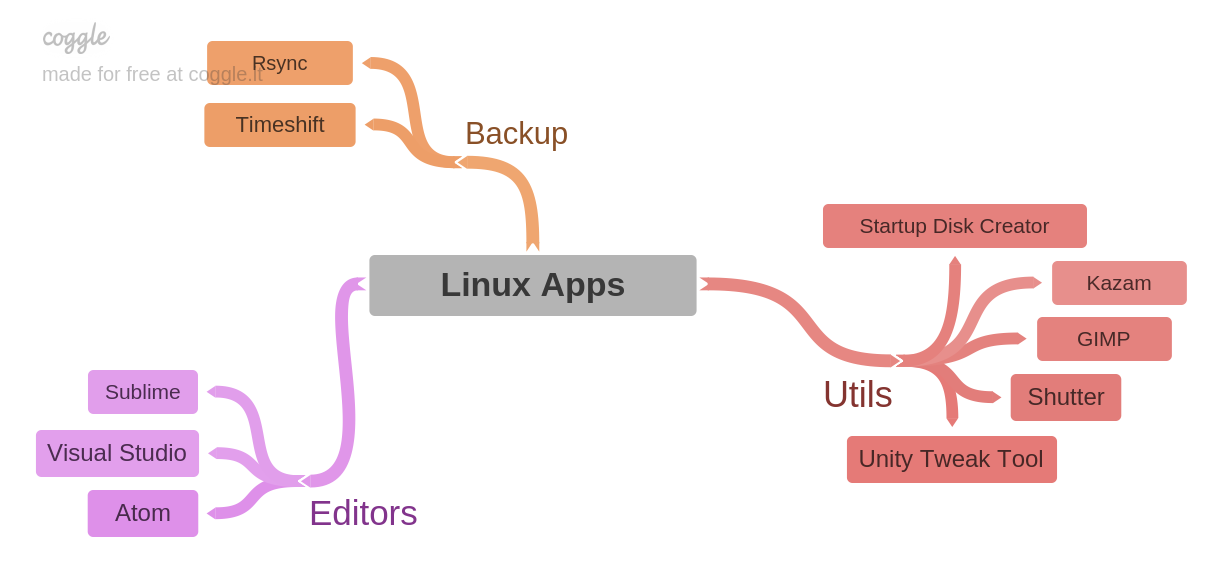 coggle
made for free at coggle.it
Rsync
Timeshift
Backup
Linux Apps
Startup Disk Creator
Kazam
GIMP
Shutter
Unity Tweak Tool
Utils
Sublime
Visual Studio
Atom
Editors